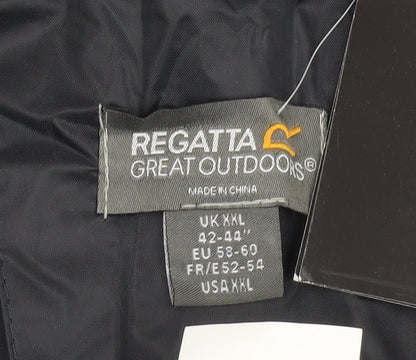 REGATTA
GREAT OUTDOORS®
MADE IN CHINA
UK XXL
42-44"
EU 58-60
FR/E52-54
USA XXL